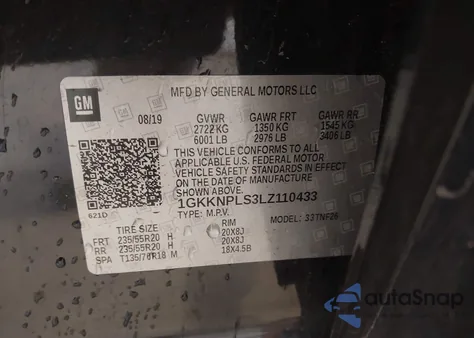 GM
MFD BY GENERAL MOTORS LLC
08/19 GVWR GAWR FRT GAWR RR
2722 KG 1350 KG 1545 KG
6001 LB 2976 LB 3406 LB
THIS VEHICLE CONFORMS TO ALL
APPLICABLE U.S. FEDERAL MOTOR
VEHICLE SAFETY STANDARDS IN EFFECT
ON THE DATE OF MANUFACTURE
SHOWN ABOVE.
1GKKNPLS3LZ110433
621D
TYPE: M.P.V. MODEL: 33TNF26
TIRE SIZE RIM
FRT 235/55R20 H 20X8J
RR 235/55R20 H 20X8J
SPA T135/70R18 M 18X4.5B
autoSnap